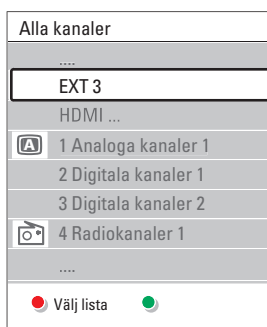 Alla kanaler
....
EXT 3
HDMI ...
A 1 Analoga kanaler 1
2 Digitala kanaler 1
3 Digitala kanaler 2
4 Radiokanaler 1
....
Välj lista